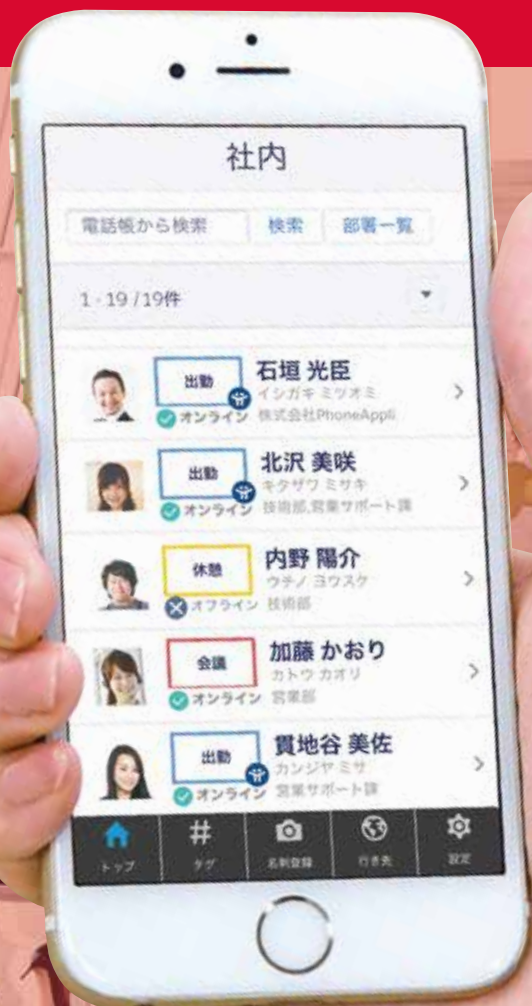 社内
電話帳から検索 検索 部署一覧
1 - 19 / 19件
出勤 石垣 光臣
イシガキ ミツオミ
オンライン 株式会社PhoneAppli
出勤 北沢 美咲
キタザワ ミサキ
オンライン 技術部,営業サポート課
休憩 内野 陽介
ウチノ ヨウスケ
オフライン 技術部
会議 加藤 かおり
カトウ カオリ
オンライン 営業部
出勤 貫地谷 美佐
カンジヤ ミサ
オンライン 営業サポート課
トップ タグ 名刺登録 行き先 設定